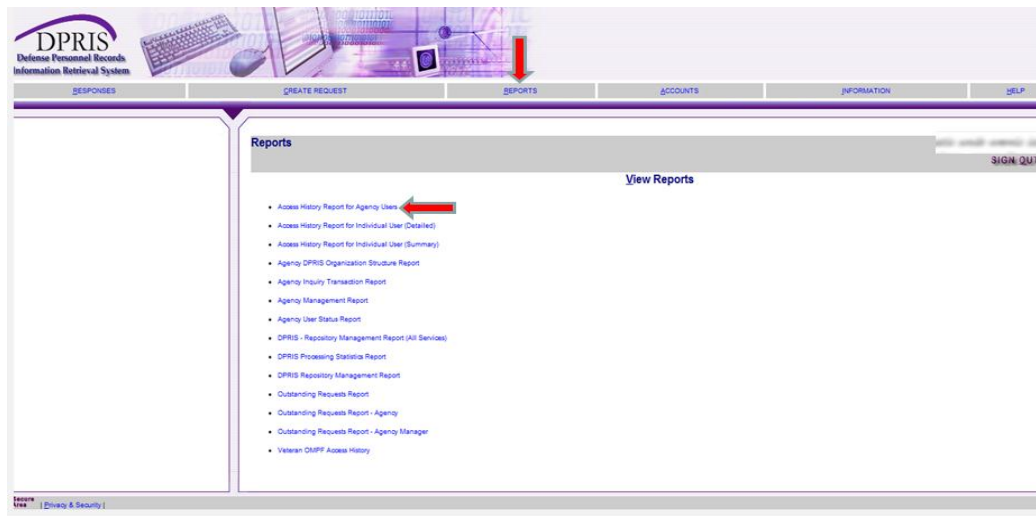 DPRIS
Defense Personnel Records
Information Retrieval System
RESPONSES CREATE REQUEST REPORTS ACCOUNTS INFORMATION HELP
Reports
SIGN OUT
View Reports
Access History Report for Agency Users
Access History Report for Individual User (Detailed)
Access History Report for Individual User (Summary)
Agency DPRIS Organization Structure Report
Agency Inquiry Transaction Report
Agency Management Report
Agency User Status Report
DPRIS - Repository Management Report (All Services)
DPRIS Processing Statistics Report
DPRIS Repository Management Report
Outstanding Requests Report
Outstanding Requests Report - Agency
Outstanding Requests Report - Agency Manager
Veteran OMPF Access History
Secure
Area | Privacy & Security |